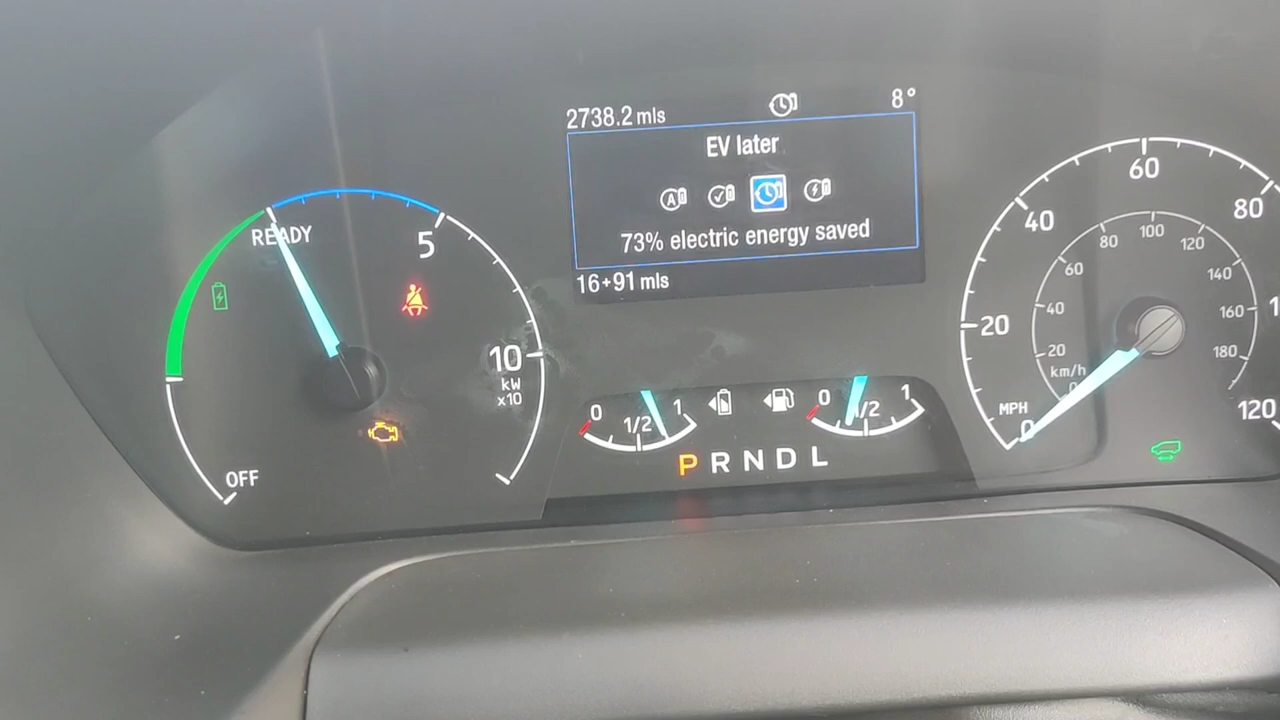 2738.2 mls
8°
EV later
A
73% electric energy saved
16+91 mls
READY
5
10
kW
x10
OFF
0
1/2
1
0
1/2
1
P R N D L
0
20
40
60
80
120
MPH
0
20
40
60
80
100
120
140
160
180
km/h